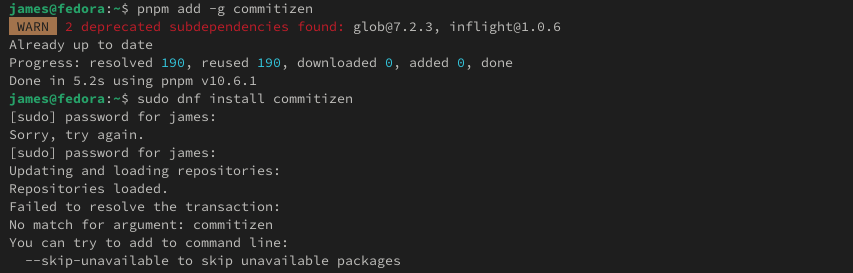 james@fedora:~$ pnpm add -g commitizen
 WARN  2 deprecated subdependencies found: glob@7.2.3, inflight@1.0.6
Already up to date
Progress: resolved 190, reused 190, downloaded 0, added 0, done
Done in 5.2s using pnpm v10.6.1
james@fedora:~$ sudo dnf install commitizen
[sudo] password for james:
Sorry, try again.
[sudo] password for james:
Updating and loading repositories:
Repositories loaded.
Failed to resolve the transaction:
No match for argument: commitizen
You can try to add to command line:
  --skip-unavailable to skip unavailable packages